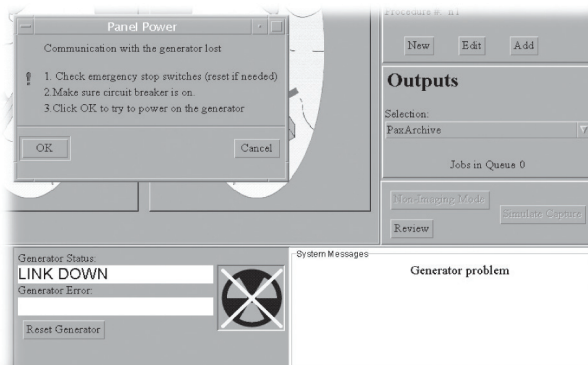 Panel Power
Communication with the generator lost
! 1. Check emergency stop switches (reset if needed)
2.Make sure circuit breaker is on.
3.Click OK to try to power on the generator
OK
Cancel
Procedure #:
New
Edit
Add
Outputs
Selection:
PaxArchive
Jobs in Queue 0
Non-Imaging Mode
Simulate Capture
Review
Generator Status:
LINK DOWN
Generator Error:
Reset Generator
System Messages
Generator problem